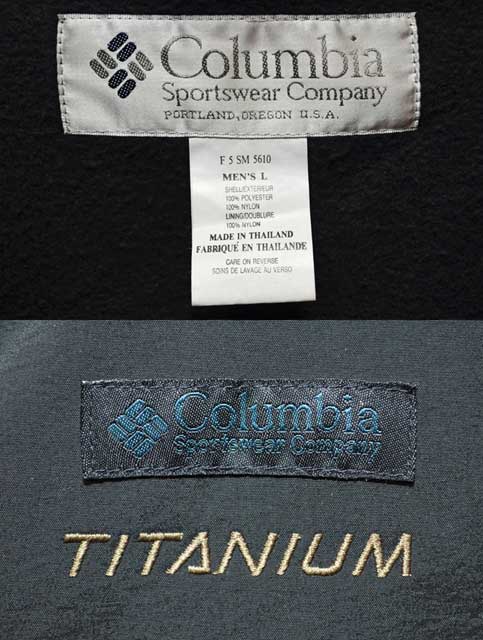 Columbia
Sportswear Company
PORTLAND, OREGON U.S.A.
F 5 SM 5610
MEN'S L
SHELL/EXTERIEUR
100% POLYESTER
100% NYLON
LINING/DOUBLURE
100% NYLON
MADE IN THAILAND
FABRIQUÉ EN THAILANDE
CARE ON REVERSE
SOINS DE LAVAGE AU VERSO
Columbia
Sportswear Company
TITANIUM